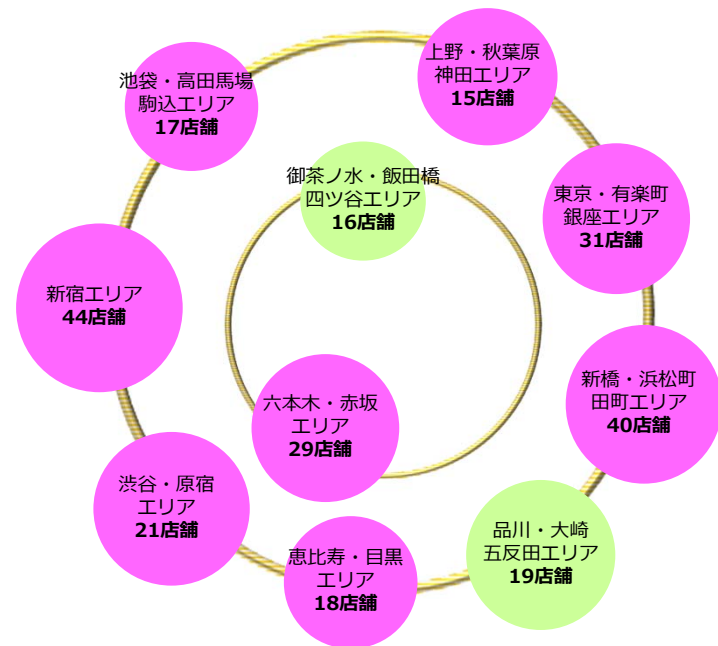 上野・秋葉原
神田エリア
15店舗
池袋・高田馬場
駒込エリア
17店舗
御茶ノ水・飯田橋
四ツ谷エリア
16店舗
東京・有楽町
銀座エリア
31店舗
新宿エリア
44店舗
新橋・浜松町
田町エリア
40店舗
六本木・赤坂
エリア
29店舗
渋谷・原宿
エリア
21店舗
品川・大崎
五反田エリア
19店舗
恵比寿・目黒
エリア
18店舗